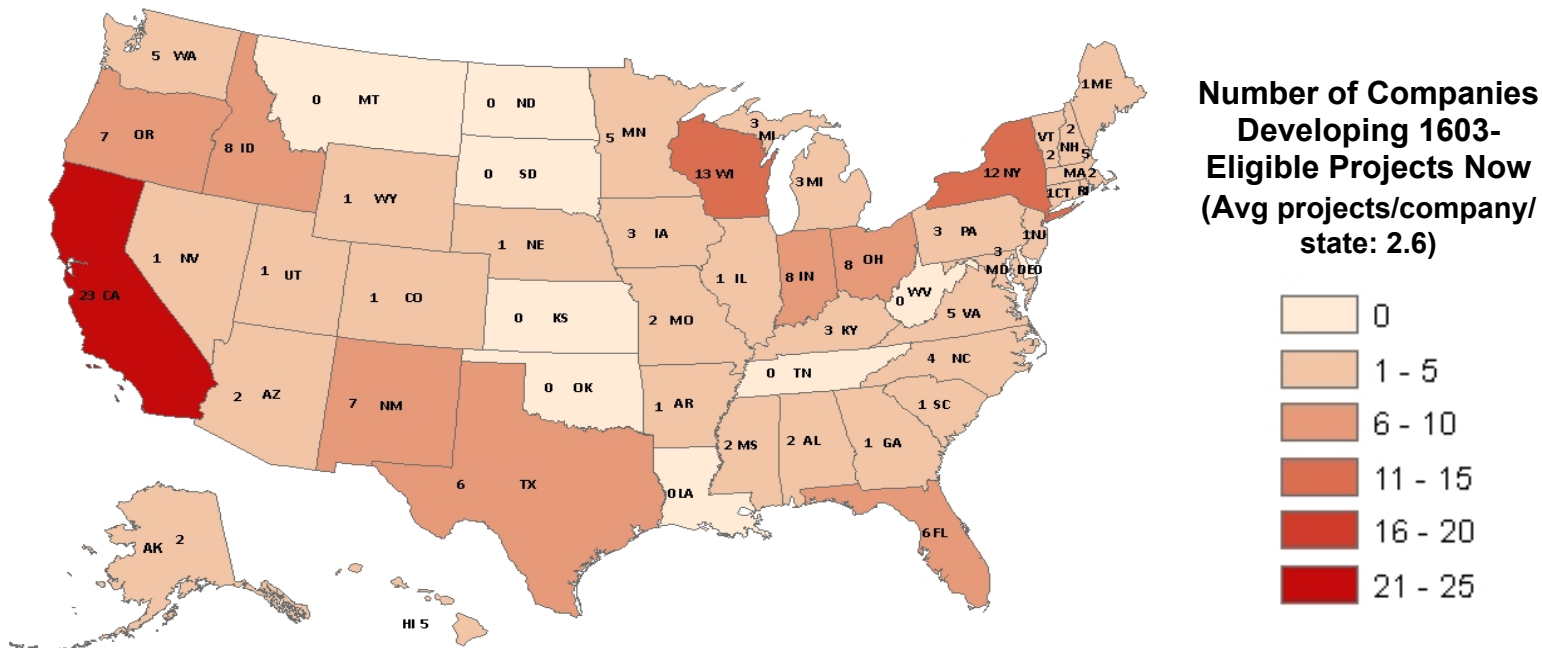 5 WA
0 MT
0 ND
5 MN
3
MI
1 ME
VT
2
2
NH
5
7 OR
8 ID
1 WY
0 SD
13 WI
3 MI
12 NY
MA 2
1 CT
1 NE
3 IA
3 PA
1 NJ
3
MD
DE 0
1 NV
1 UT
1 CO
0 KS
2 MO
1 IL
8 IN
8 OH
0 WV
5 VA
23 CA
3 KY
4 NC
2 AZ
7 NM
0 OK
1 AR
0 TN
1 SC
2 MS
2 AL
1 GA
6 TX
0 LA
6 FL
AK 2
HI 5
Number of Companies
Developing 1603-
Eligible Projects Now
(Avg projects/company/
state: 2.6)
0
1 - 5
6 - 10
11 - 15
16 - 20
21 - 25